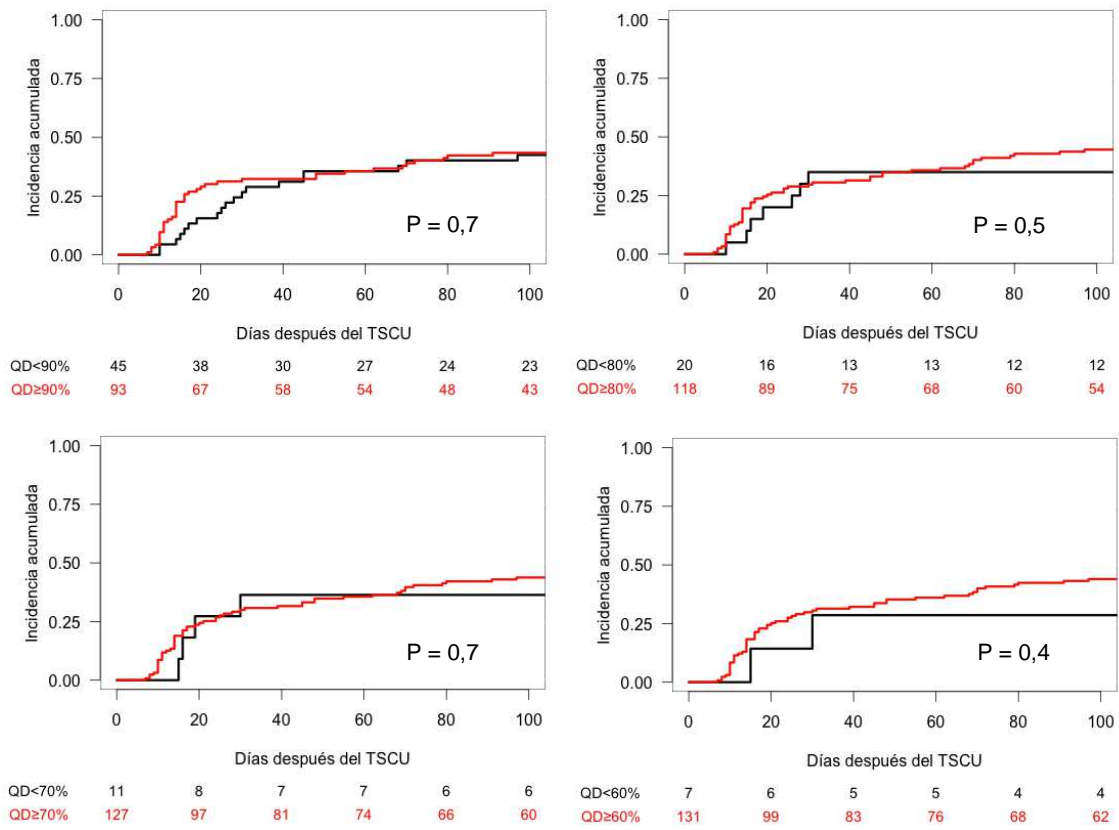 1.00
0.75
0.50
0.25
0.00
Incidencia acumulada
P = 0,7
0 20 40 60 80 100
Días después del TSCU
QD<90% 45 38 30 27 24 23
QD≥90% 93 67 58 54 48 43
1.00
0.75
0.50
0.25
0.00
Incidencia acumulada
P = 0,5
0 20 40 60 80 100
Días después del TSCU
QD<80% 20 16 13 13 12 12
QD≥80% 118 89 75 68 60 54
1.00
0.75
0.50
0.25
0.00
Incidencia acumulada
P = 0,7
0 20 40 60 80 100
Días después del TSCU
QD<70% 11 8 7 7 6 6
QD≥70% 127 97 81 74 66 60
1.00
0.75
0.50
0.25
0.00
Incidencia acumulada
P = 0,4
0 20 40 60 80 100
Días después del TSCU
QD<60% 7 6 5 5 4 4
QD≥60% 131 99 83 76 68 62